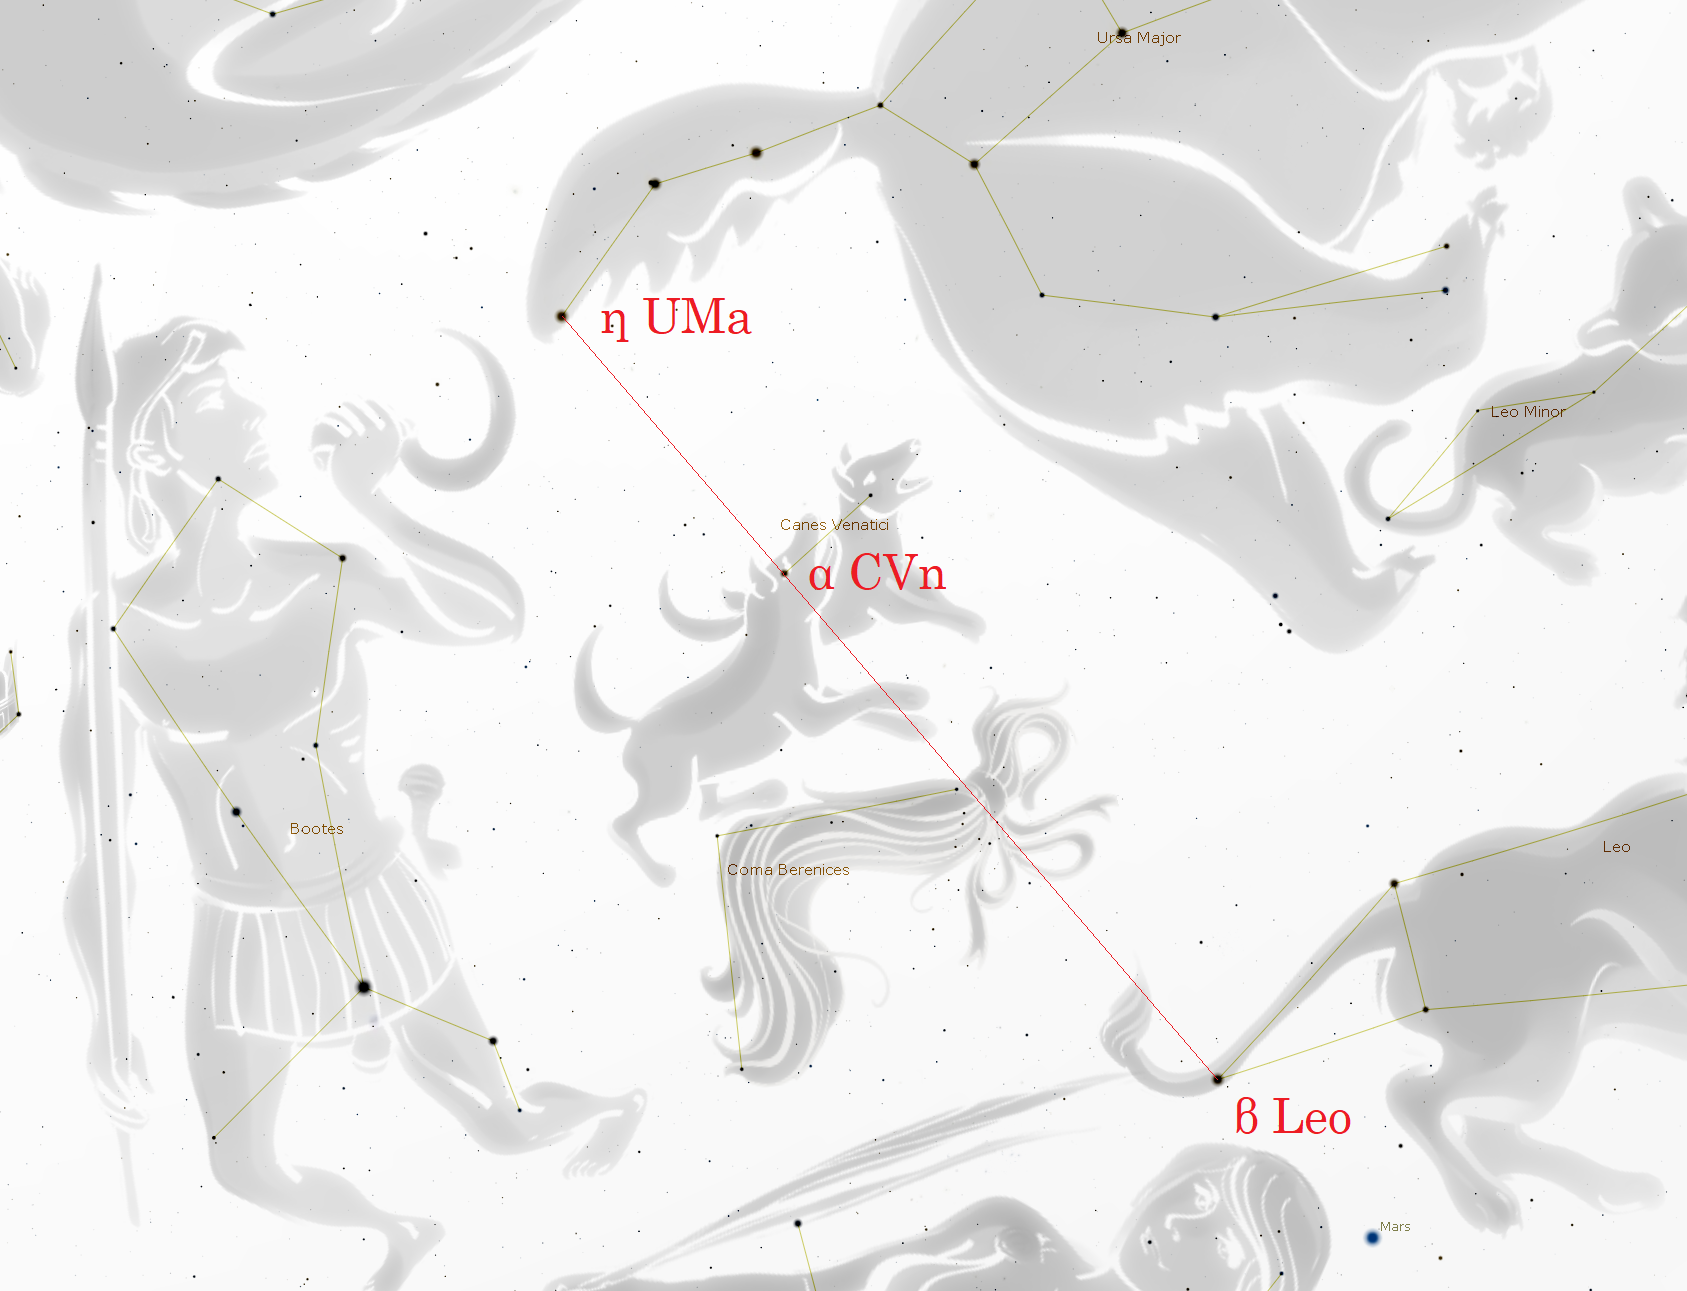 Ursa Major
η UMa
Leo Minor
Canes Venatici
α CVn
Bootes
Leo
Coma Berenices
β Leo
Mars